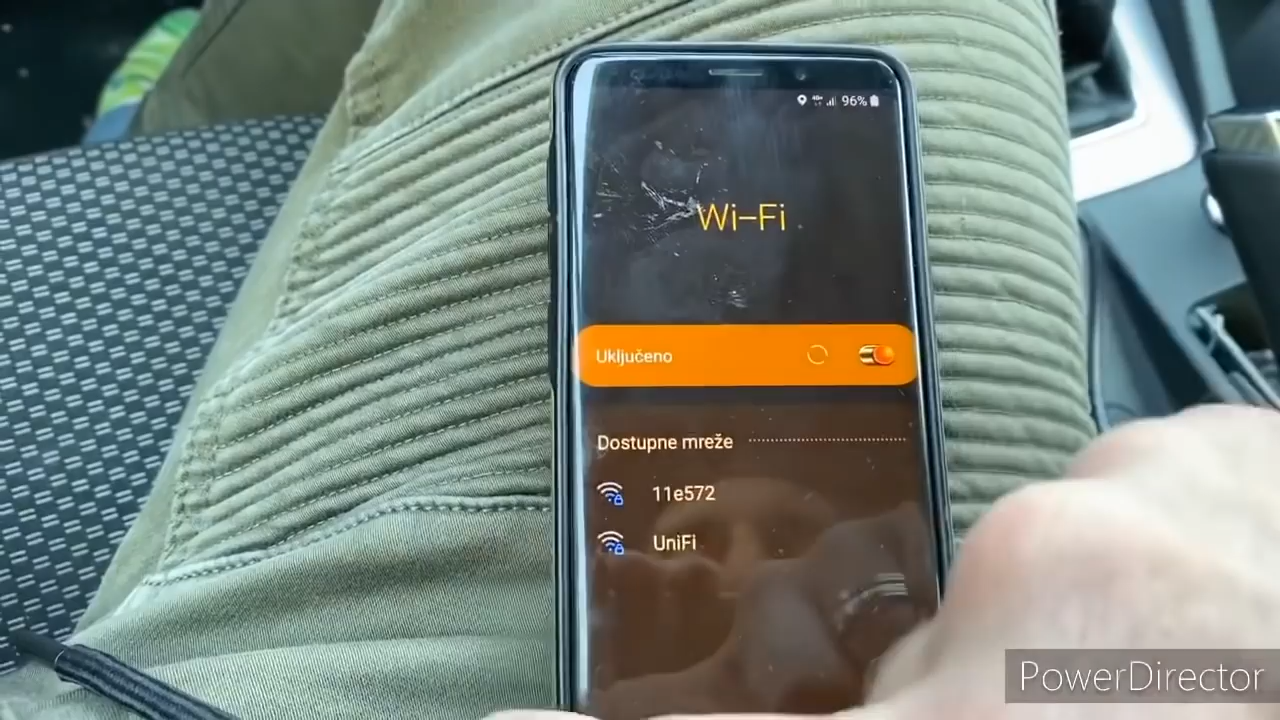 96%
Wi-Fi
Uključeno
Dostupne mreže
11e572
UniFi
PowerDirector